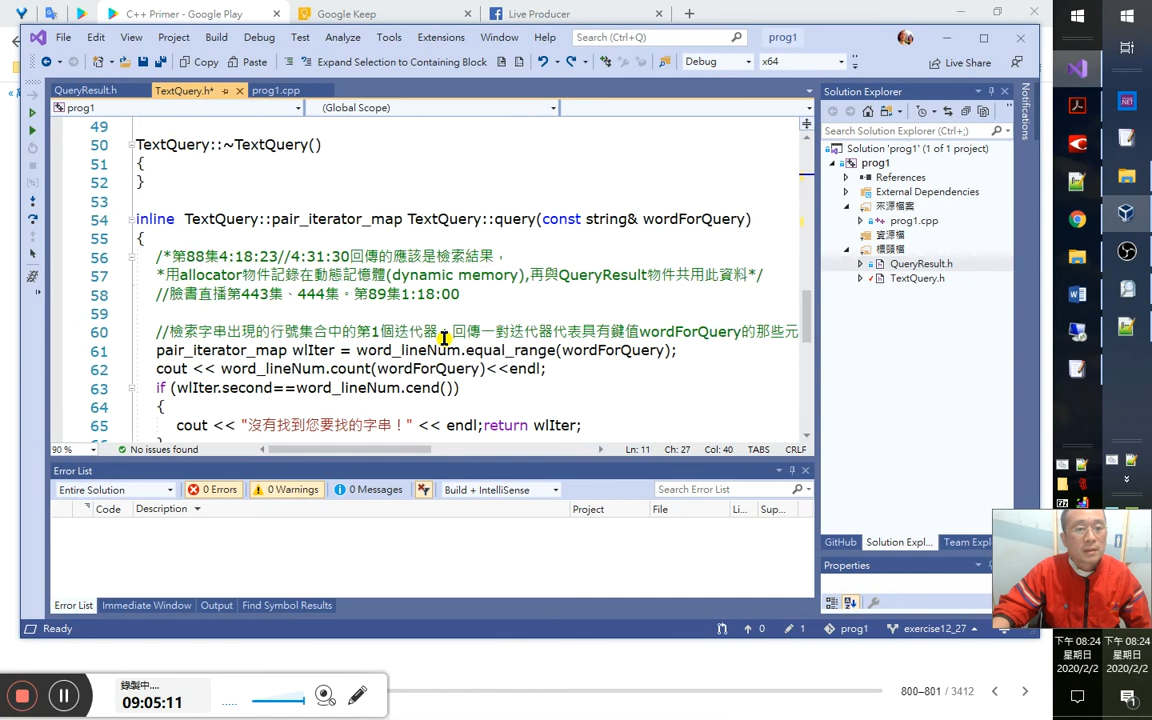 C++ Primer - Google Play
Google Keep
Live Producer
File Edit View Project Build Debug Test Analyze Tools Extensions Window Help Search (Ctrl+Q) prog1
Copy Paste Expand Selection to Containing Block Debug x64 Live Share
QueryResult.h TextQuery.h* prog1.cpp
prog1 (Global Scope)
49
50 TextQuery::~TextQuery()
51 {
52 }
53
54 inline TextQuery::pair_iterator_map TextQuery::query(const string& wordForQuery)
55 {
56 /*第88集4:18:23//4:31:30回傳的應該是檢索結果，
57 *用allocator物件記錄在動態記憶體(dynamic memory),再與QueryResult物件共用此資料*/
58 //臉書直播第443集、444集。第89集1:18:00
59
60 //檢索字串出現的行號集合中的第1個迭代器，回傳一對迭代器代表具有鍵值wordForQuery的那些元
61 pair_iterator_map wlIter = word_lineNum.equal_range(wordForQuery);
62 cout << word_lineNum.count(wordForQuery)<<endl;
63 if (wlIter.second==word_lineNum.cend())
64 {
65 cout << "沒有找到您要找的字串！" << endl;return wlIter;
90 % No issues found Ln: 11 Ch: 27 Col: 40 TABS CRLF
Error List
Entire Solution 0 Errors 0 Warnings 0 Messages Build + IntelliSense Search Error List
Code Description Project File Li... Sup...
Error List Immediate Window Output Find Symbol Results
Ready 0 1 prog1 exercise12_27
Solution Explorer
Search Solution Explorer (Ctrl+;)
Solution 'prog1' (1 of 1 project)
prog1
References
External Dependencies
來源檔案
prog1.cpp
資源檔
標頭檔
QueryResult.h
TextQuery.h
GitHub Solution Expl... Team Expl
Properties
Notifications
錄製中....
09:05:11
800–801 / 3412
下午 08:24
星期日
2020/2/2
下午 08:24
星期日
2020/2/2